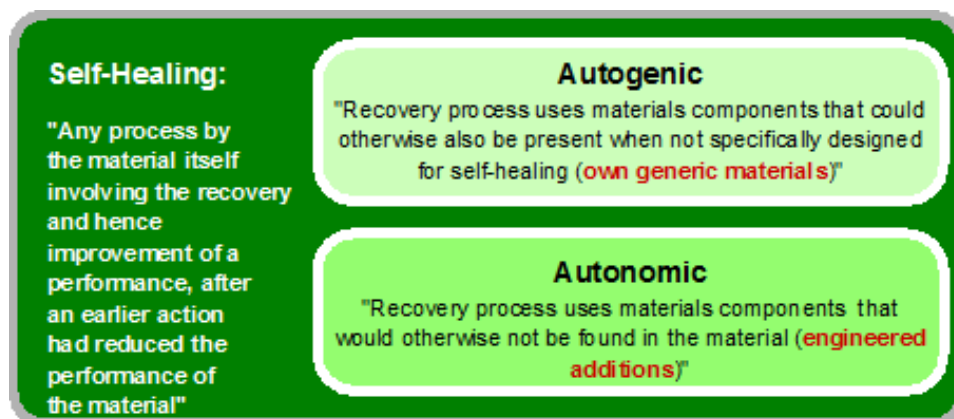 Self-Healing:
"Any process by
the material itself
involving the recovery
and hence
improvement of a
performance, after
an earlier action
had reduced the
performance of
the material"
Autogenic
"Recovery process uses materials components that could
otherwise also be present when not specifically designed
for self-healing (own generic materials)"
Autonomic
"Recovery process uses materials components that
would otherwise not be found in the material (engineered
additions)"